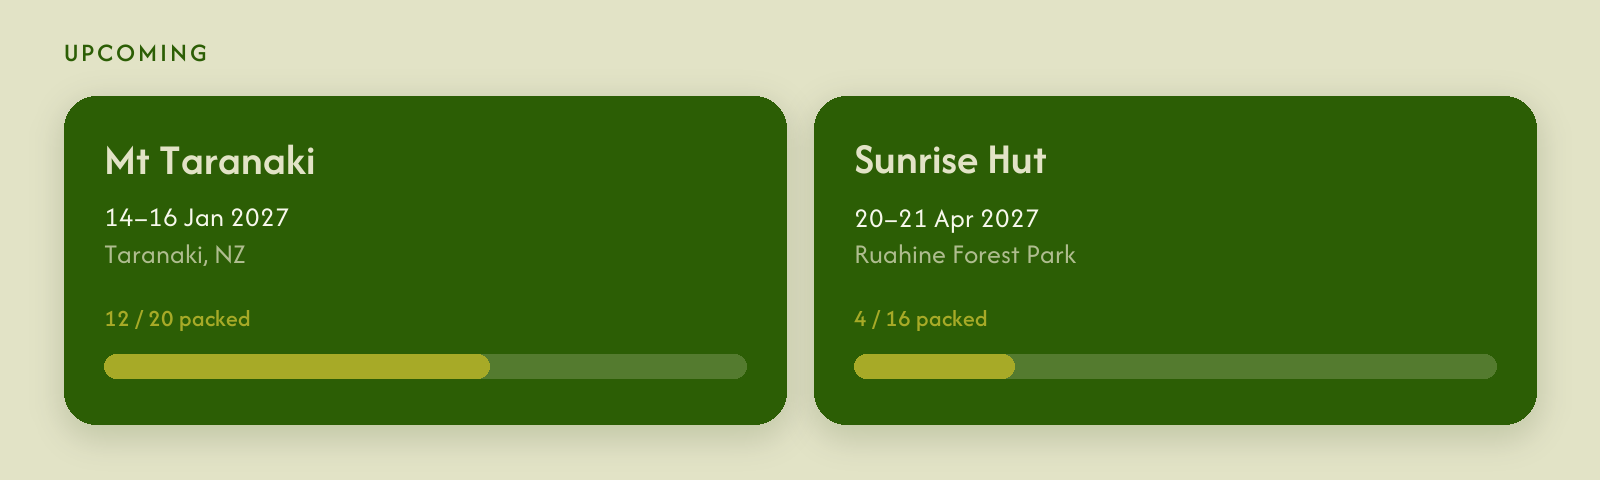 UPCOMING
Mt Taranaki
14–16 Jan 2027
Taranaki, NZ
12 / 20 packed
Sunrise Hut
20–21 Apr 2027
Ruahine Forest Park
4 / 16 packed